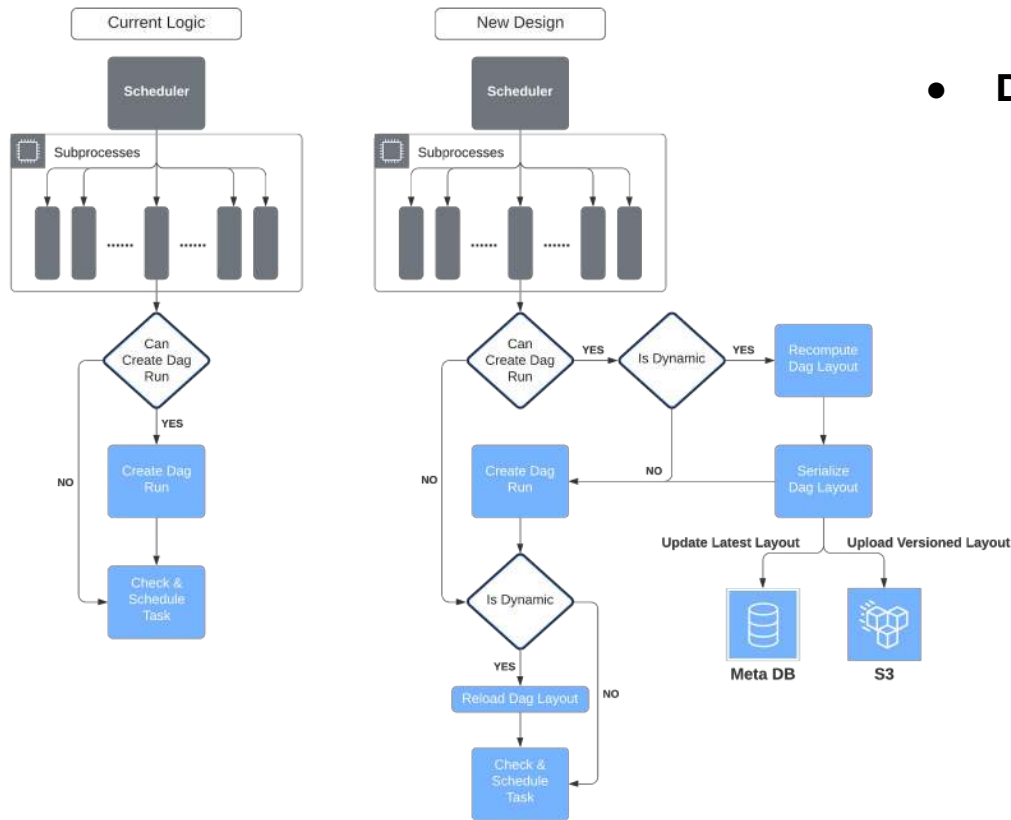 Current Logic
Scheduler
Subprocesses
...... ......
Can
Create Dag
Run
YES
NO
Create Dag
Run
Check &
Schedule
Task
New Design
Scheduler
Subprocesses
...... ......
Can
Create Dag
Run
YES
Is Dynamic
YES
Recompute
Dag Layout
NO
NO
Create Dag
Run
Serialize
Dag Layout
Update Latest Layout
Upload Versioned Layout
Meta DB
S3
Is Dynamic
YES
NO
Reload Dag Layout
Check &
Schedule
Task
• D